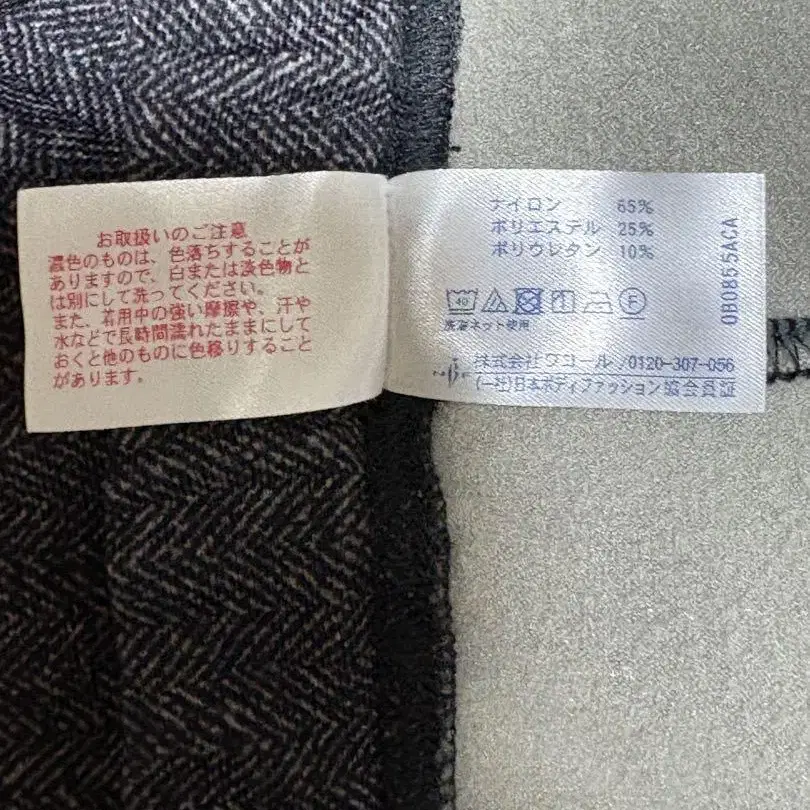 お取扱いのご注意
濃色のものは、色落ちすることが
ありますので、白または淡色物と
は別にして洗ってください。
また、着用中の強い摩擦や、汗や
水などで長時間濡れたままにして
おくと他のものに色移りすること
があります。
ナイロン 65%
ポリエステル 25%
ポリウレタン 10%
40 F
洗濯ネット使用
株式会社ワコール/0120-307-056
NBF (一社)日本ボディファッション協会員証
0B0865ACA